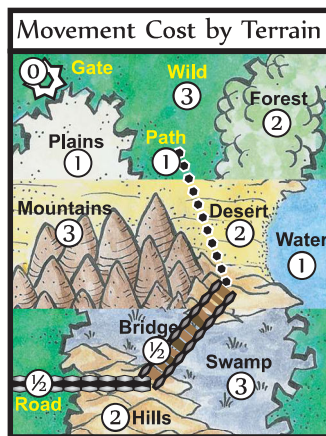 Movement Cost by Terrain
0 Gate
Wild
3
Forest
2
Plains
1
Path
1
Mountains
3
Desert
2
Water
1
Bridge
½
Swamp
3
½
Road
2 Hills